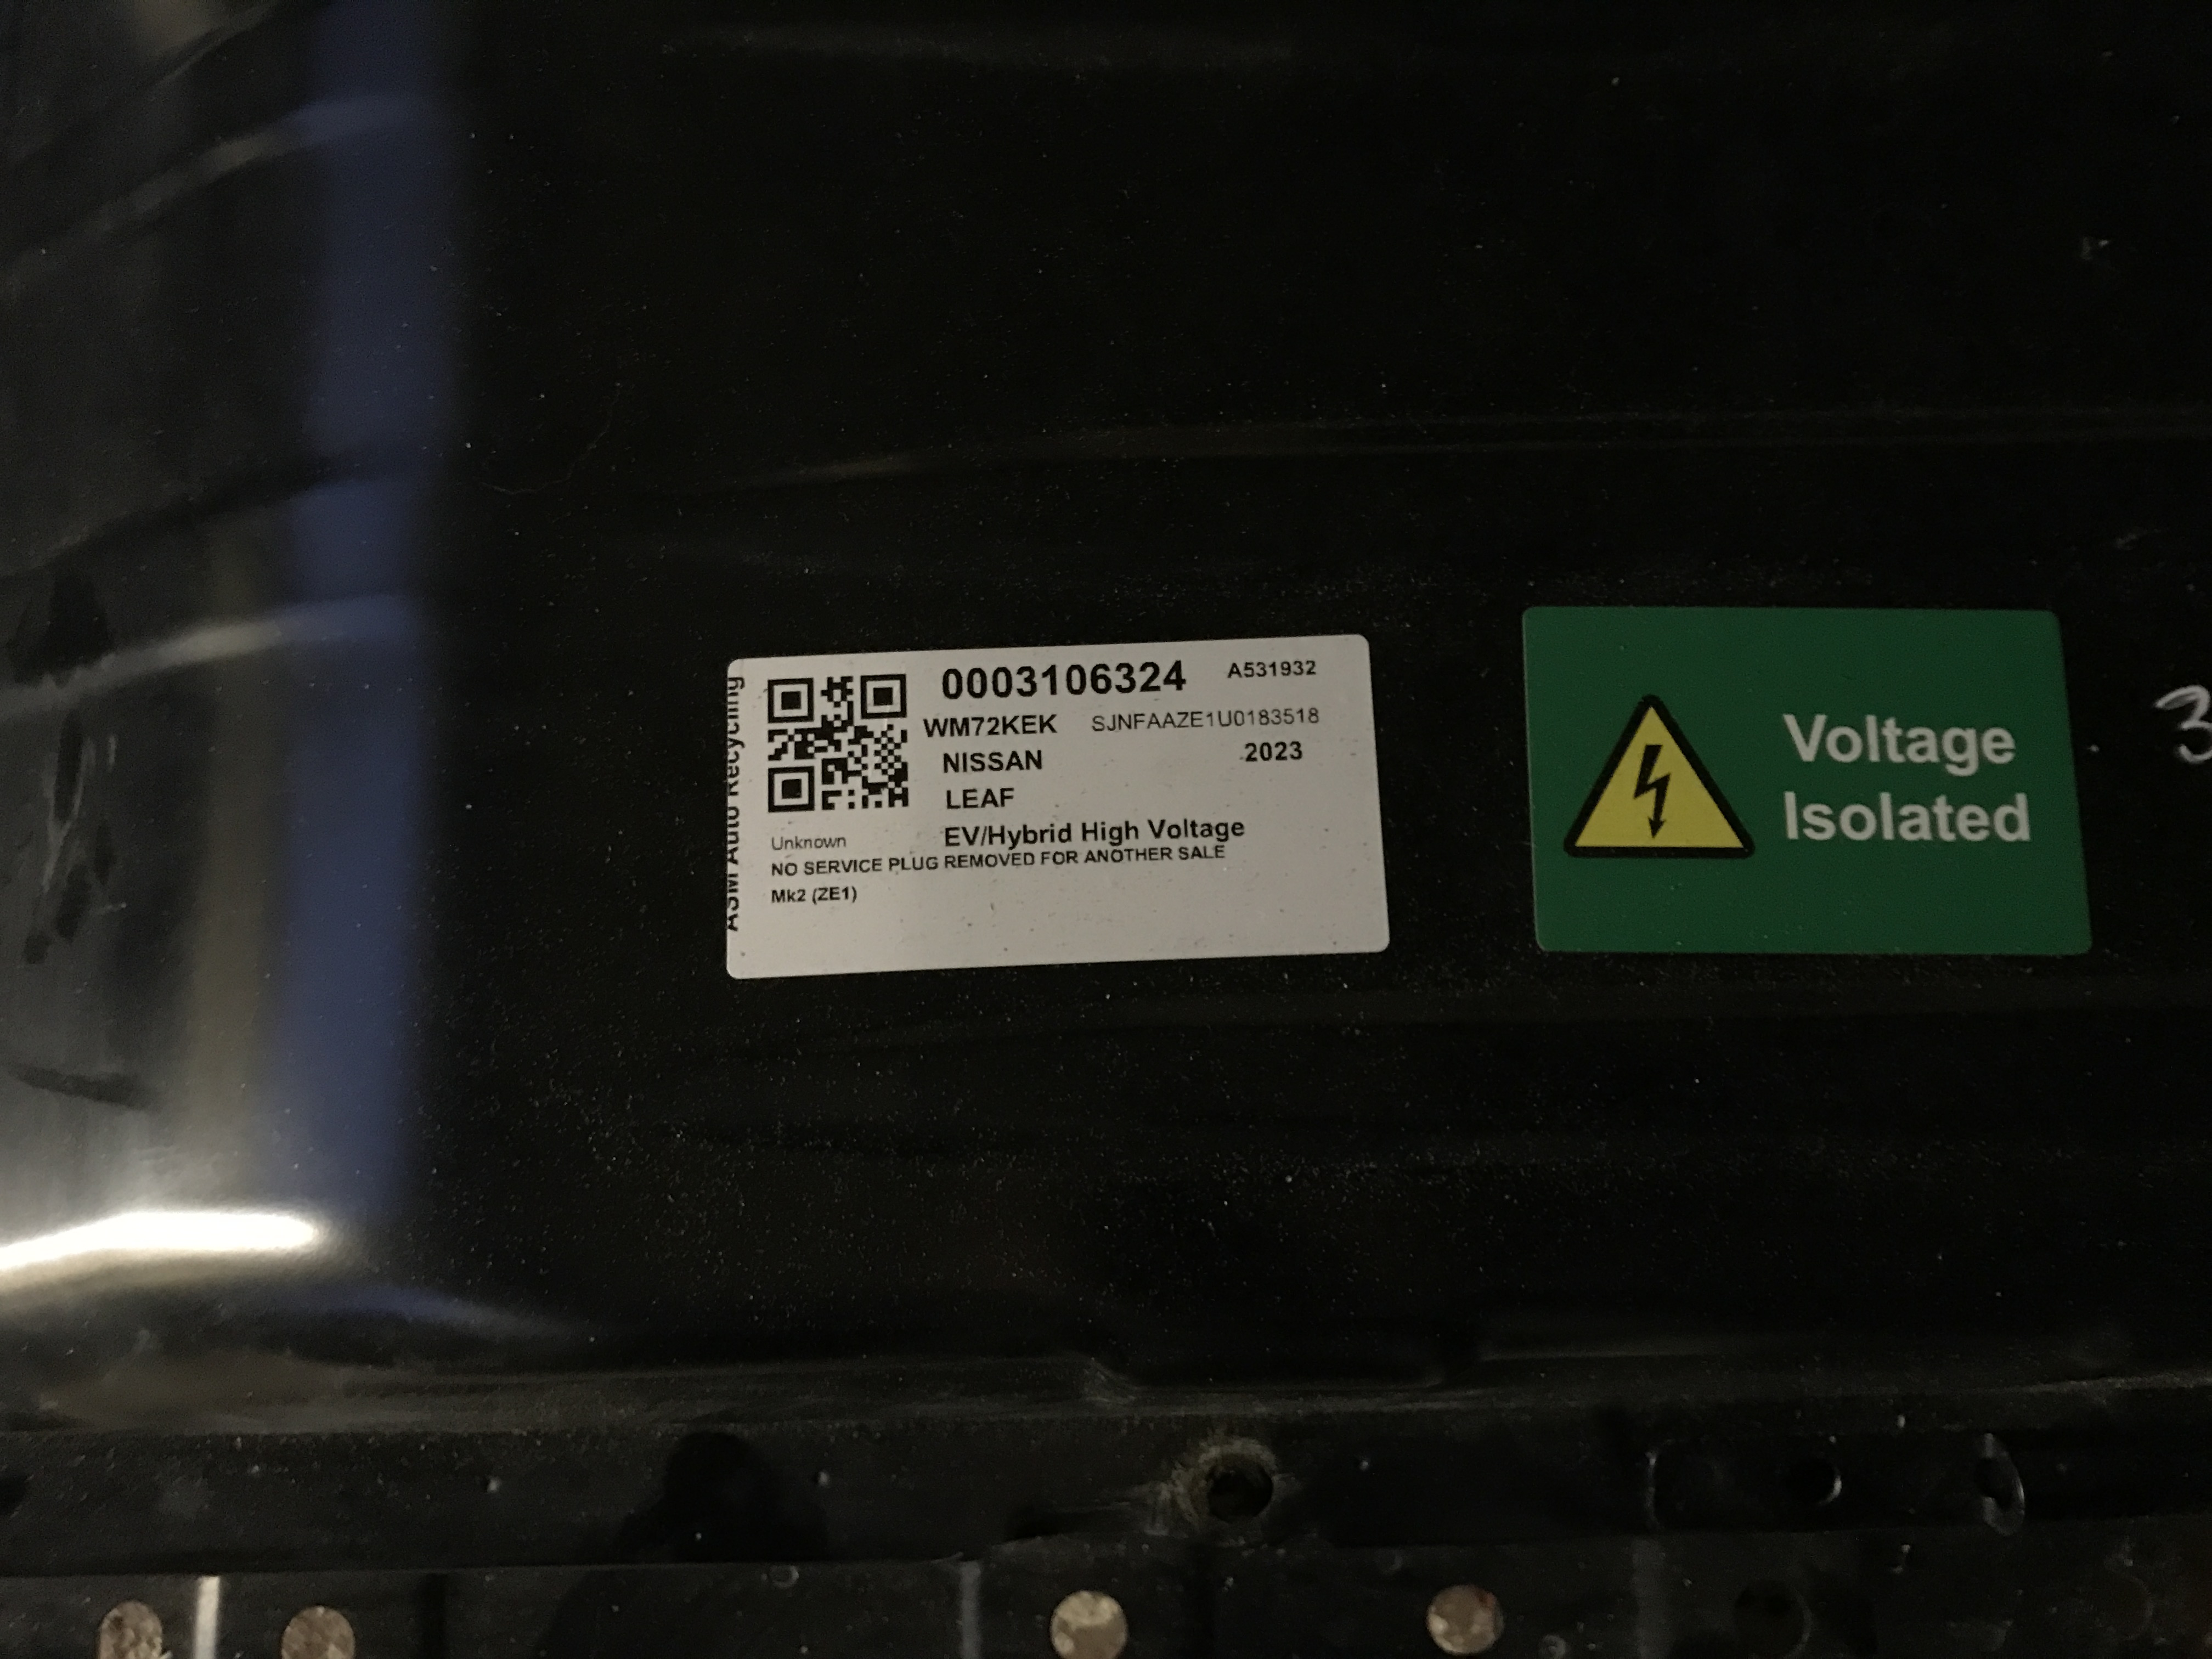 ASM Auto Recycling
0003106324 A531932
WM72KEK SJNFAAZE1U0183518
NISSAN 2023
LEAF
Unknown EV/Hybrid High Voltage
NO SERVICE PLUG REMOVED FOR ANOTHER SALE
Mk2 (ZE1)
Voltage
Isolated
3